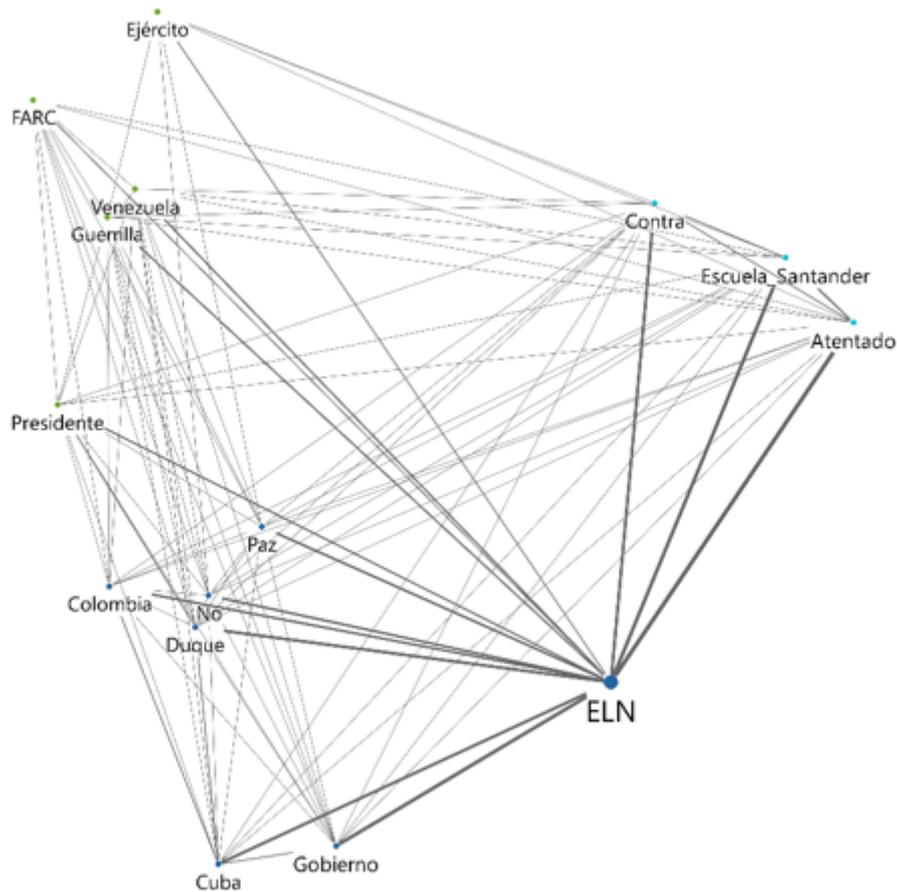 Ejército
FARC
Venezuela
Guerrilla
Contra
Escuela_Santander
Atentado
Presidente
Paz
Colombia
No
Duque
ELN
Gobierno
Cuba